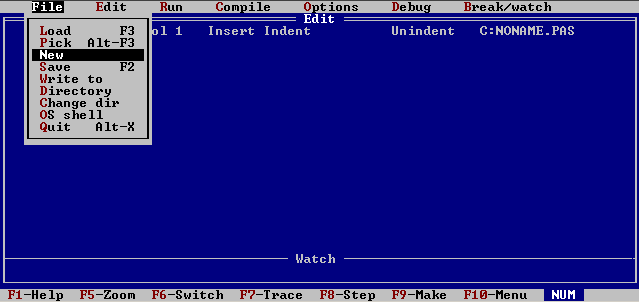 File Edit Run Compile Options Debug Break/watch
Edit
ol 1 Insert Indent Unindent C:NONAME.PAS
Load F3
Pick Alt-F3
New
Save F2
Write to
Directory
Change dir
OS shell
Quit Alt-X
Watch
F1-Help F5-Zoom F6-Switch F7-Trace F8-Step F9-Make F10-Menu NUM